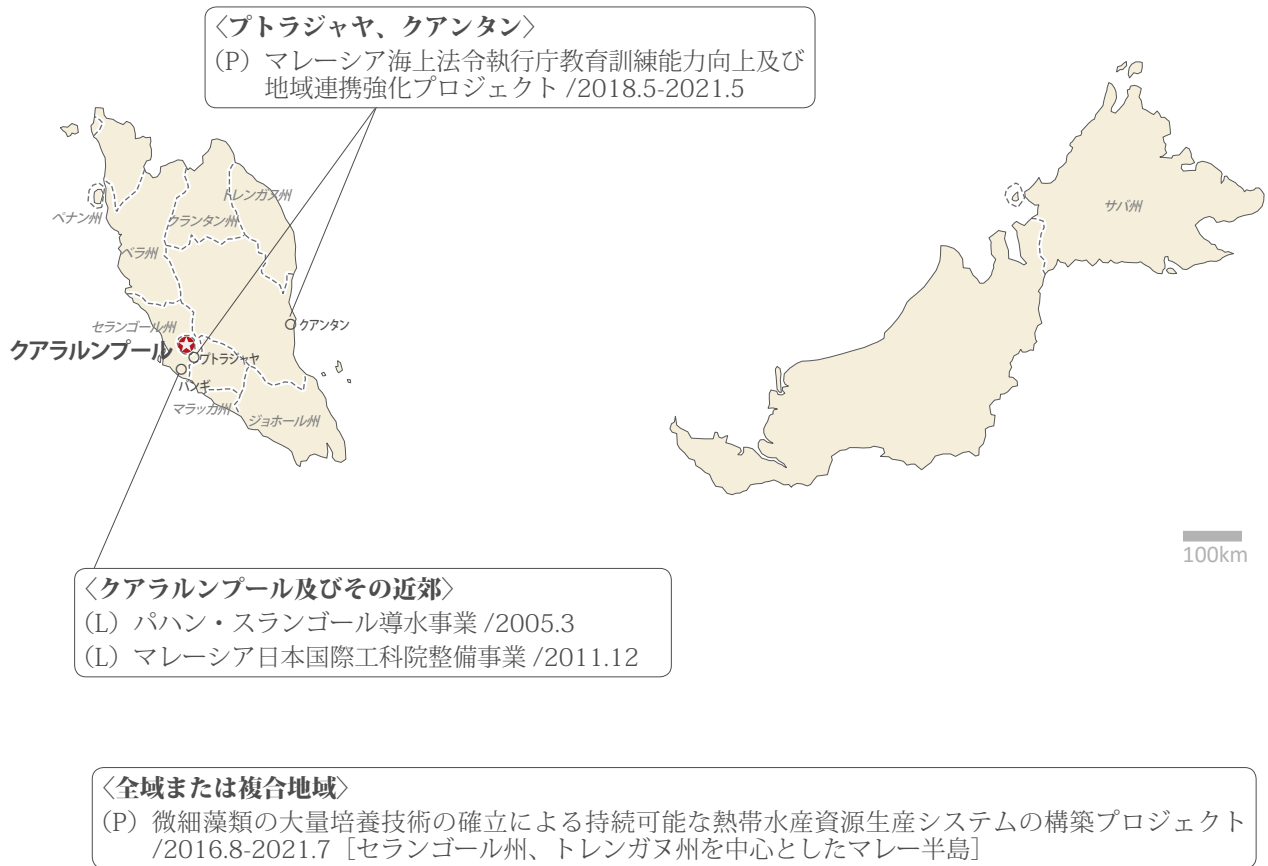 〈プトラジャヤ、クアンタン〉
（P）マレーシア海上法令執行庁教育訓練能力向上及び
地域連携強化プロジェクト /2018.5-2021.5
トレンガヌ州
ペナン州
クランタン州
サバ州
ペラ州
セランゴール州
クアンタン
クアラルンプール
プトラジャヤ
バンギ
マラッカ州
ジョホール州
100km
〈クアラルンプール及びその近郊〉
（L）パハン・スランゴール導水事業 /2005.3
（L）マレーシア日本国際工科院整備事業 /2011.12
〈全域または複合地域〉
（P）微細藻類の大量培養技術の確立による持続可能な熱帯水産資源生産システムの構築プロジェクト
/2016.8-2021.7［セランゴール州、トレンガヌ州を中心としたマレー半島］